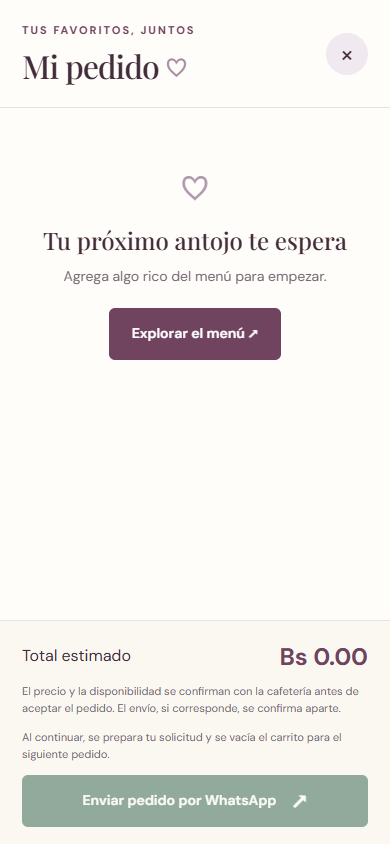 TUS FAVORITOS, JUNTOS
Mi pedido ♡
×
Tu próximo antojo te espera
Agrega algo rico del menú para empezar.
Explorar el menú ↗
Total estimado
Bs 0.00
El precio y la disponibilidad se confirman con la cafetería antes de
aceptar el pedido. El envío, si corresponde, se confirma aparte.
Al continuar, se prepara tu solicitud y se vacía el carrito para el
siguiente pedido.
Enviar pedido por WhatsApp ↗